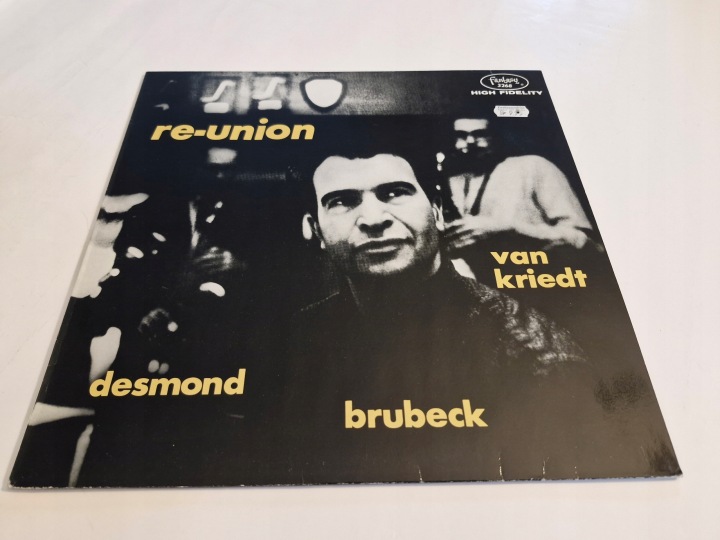 Fantasy
3268
HIGH FIDELITY
re-union
van
kriedt
desmond
brubeck